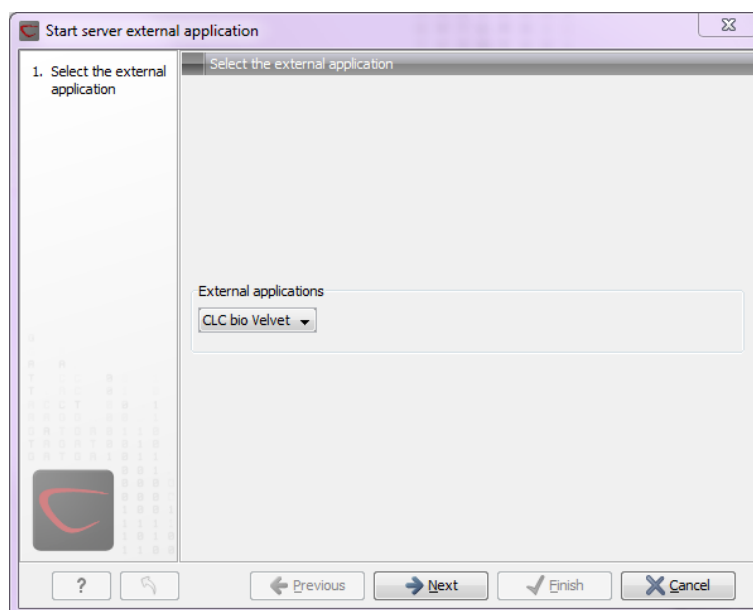 Start server external application
1. Select the external
application
Select the external application
External applications
CLC bio Velvet
?
Previous
Next
Finish
Cancel